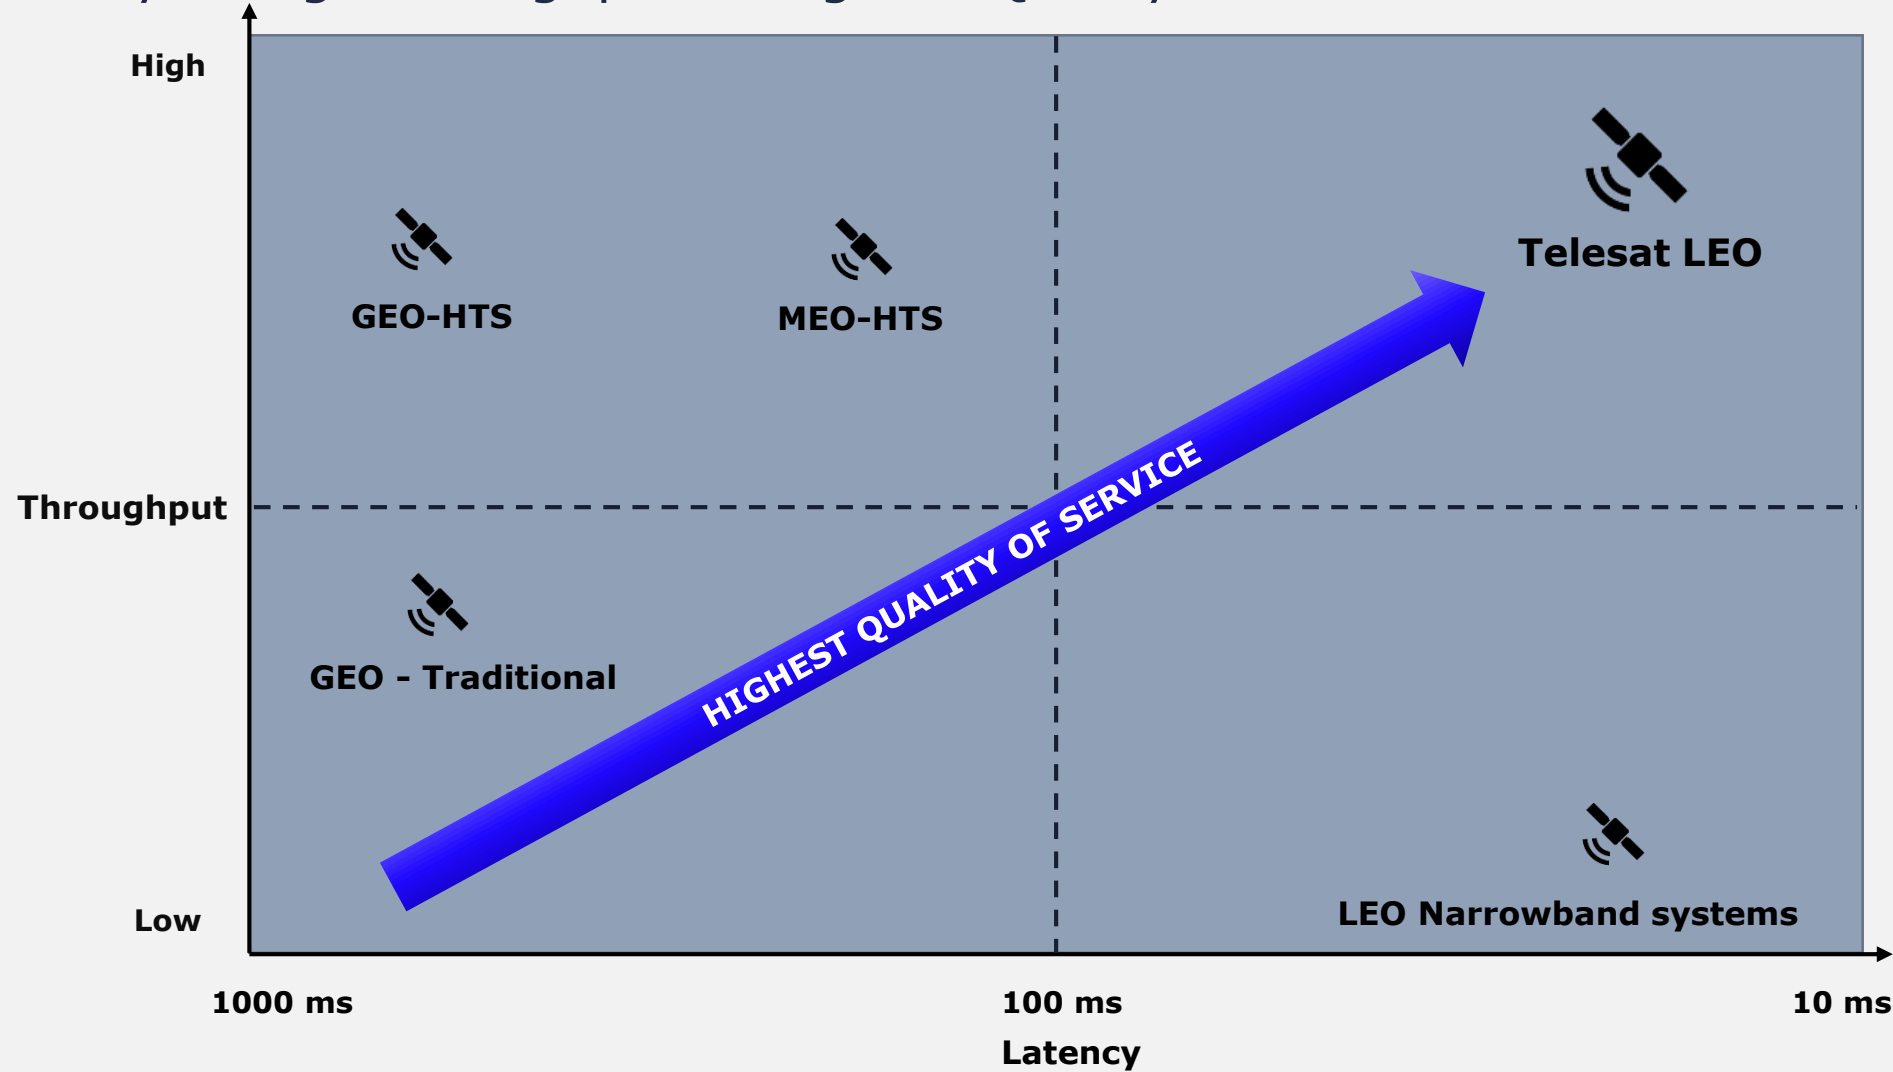 High
Telesat LEO
GEO-HTS
MEO-HTS
HIGHEST QUALITY OF SERVICE
Throughput
GEO - Traditional
LEO Narrowband systems
Low
1000 ms
100 ms
10 ms
Latency